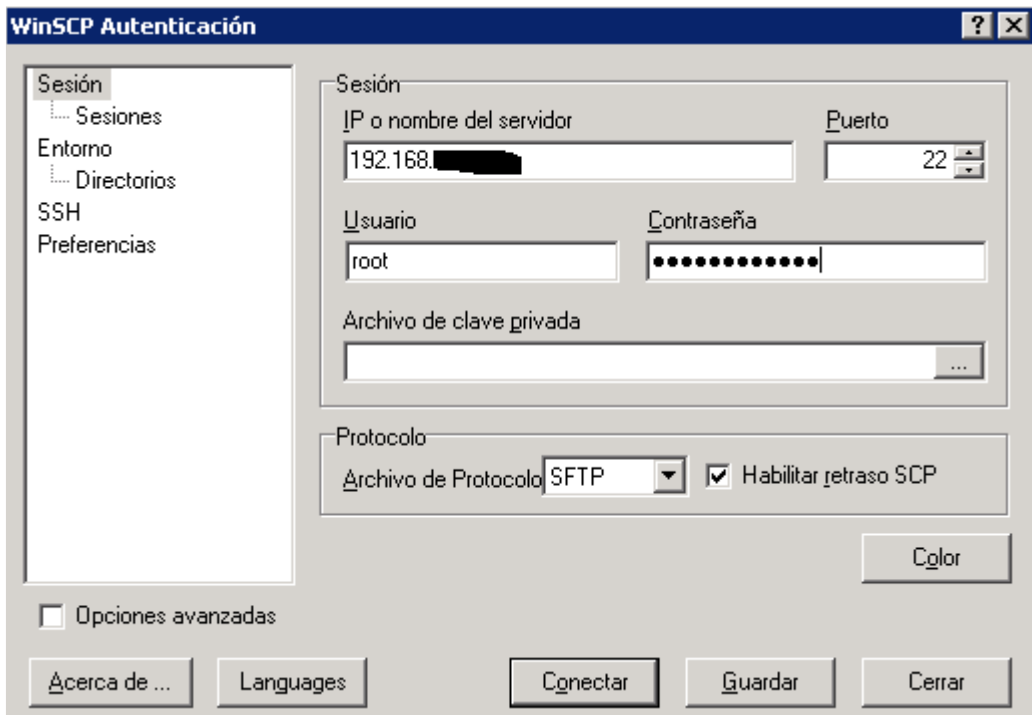 WinSCP Autenticación
Sesión
Sesiones
Entorno
Directorios
SSH
Preferencias
Sesión
IP o nombre del servidor
Puerto
192.168.
22
Usuario
Contraseña
root
●●●●●●●●●●●●
Archivo de clave privada
...
Protocolo
Archivo de Protocolo SFTP Habilitar retraso SCP
Color
Opciones avanzadas
Acerca de ... Languages Conectar Guardar Cerrar